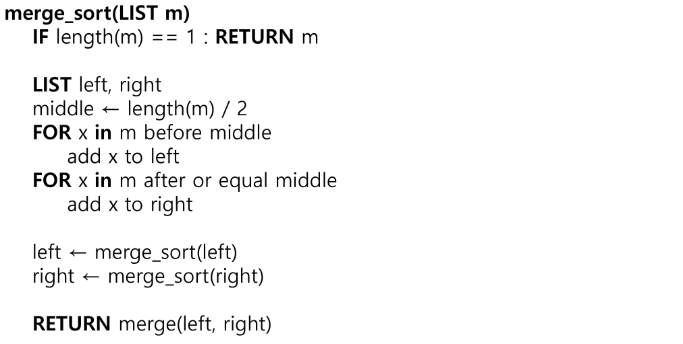 merge_sort(LIST m)
IF length(m) == 1 : RETURN m
LIST left, right
middle ← length(m) / 2
FOR x in m before middle
add x to left
FOR x in m after or equal middle
add x to right
left ← merge_sort(left)
right ← merge_sort(right)
RETURN merge(left, right)